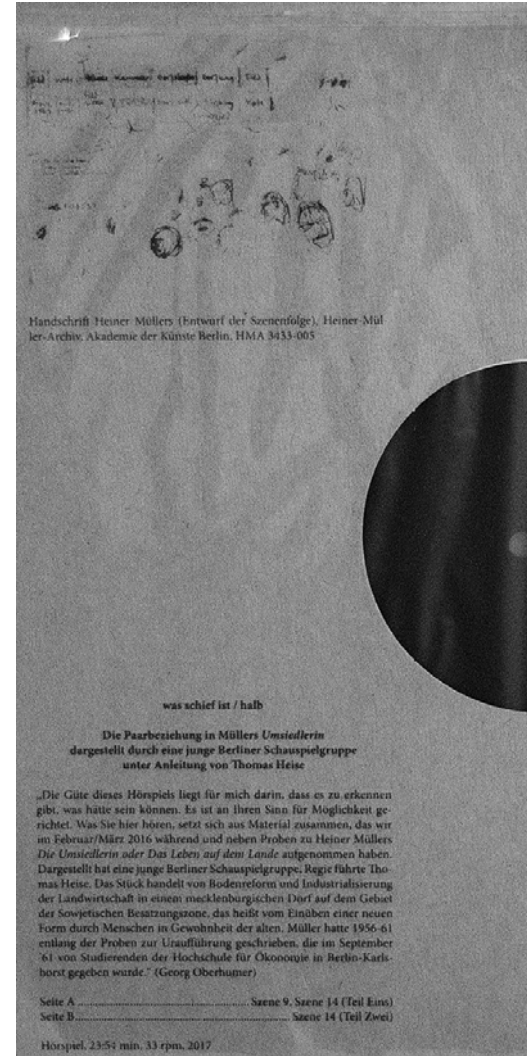 Handschrift Heiner Müllers (Entwurf der Szenenfolge), Heiner-Mül-
ler-Archiv, Akademie der Künste Berlin, HMA 3433-005
was schief ist / halb
Die Paarbeziehung in Müllers Umsiedlerin
dargestellt durch eine junge Berliner Schauspielgruppe
unter Anleitung von Thomas Heise
„Die Güte dieses Hörspiels liegt für mich darin, dass es zu erkennen
gibt, was hätte sein können. Es ist an Ihren Sinn für Möglichkeit ge-
richtet. Was Sie hier hören, setzt sich aus Material zusammen, das wir
im Februar/März 2016 während und neben Proben zu Heiner Müllers
Die Umsiedlerin oder Das Leben auf dem Lande aufgenommen haben.
Dargestellt hat eine junge Berliner Schauspielgruppe, Regie führte Tho-
mas Heise. Das Stück handelt von Bodenreform und Industrialisierung
der Landwirtschaft in einem mecklenburgischen Dorf auf dem Gebiet
der Sowjetischen Besatzungszone, das heißt vom Einüben einer neuen
Form durch Menschen in Gewohnheit der alten. Müller hatte 1956-61
entlang der Proben zur Uraufführung geschrieben, die im September
'61 von Studierenden der Hochschule für Ökonomie in Berlin-Karls-
horst gegeben wurde." (Georg Oberhumer)
Seite A ........................................ Szene 9, Szene 14 (Teil Eins)
Seite B .................................................. Szene 14 (Teil Zwei)
Hörspiel, 23:54 min, 33 rpm, 2017